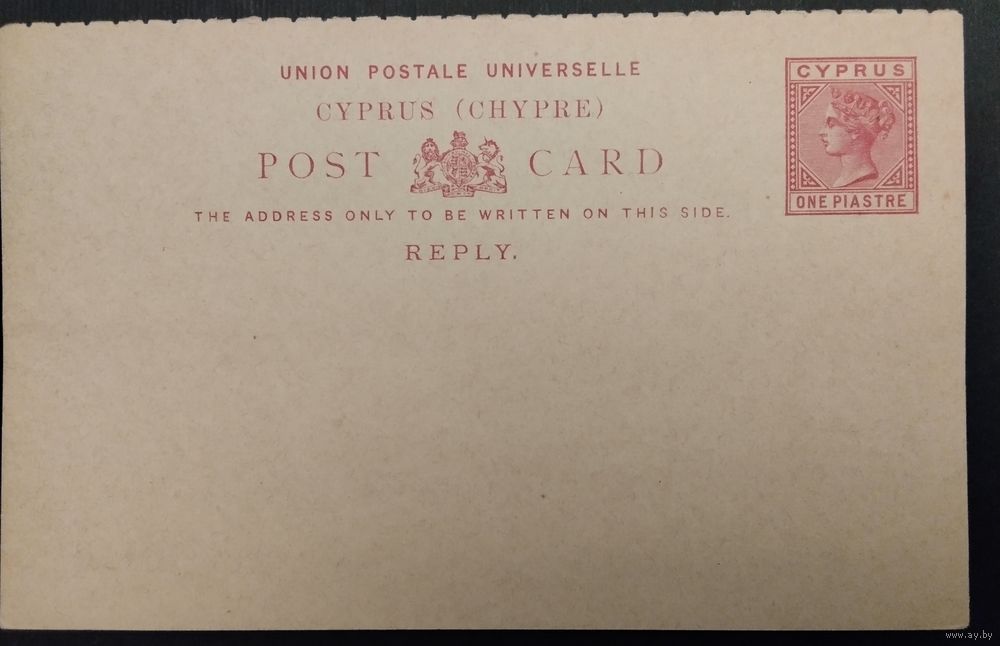 UNION POSTALE UNIVERSELLE
CYPRUS (CHYPRE)
POST CARD
THE ADDRESS ONLY TO BE WRITTEN ON THIS SIDE.
REPLY.
CYPRUS
ONE PIASTRE
www.ay.by